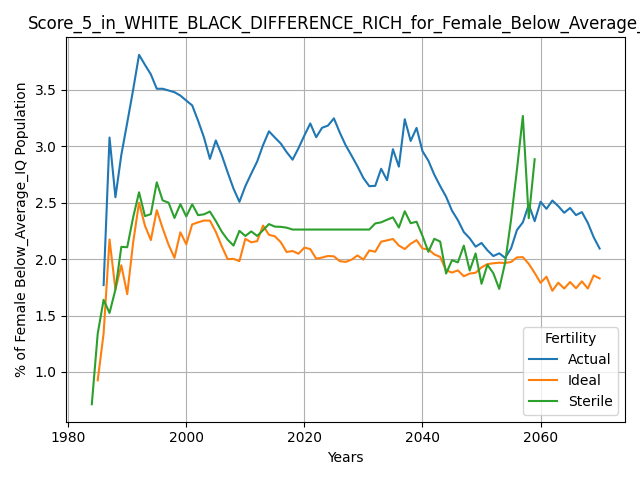 Score_5_in_WHITE_BLACK_DIFFERENCE_RICH_for_Female_Below_Average_
% of Female Below_Average_IQ Population
3.5
3.0
2.5
2.0
1.5
1.0
1980
2000
2020
2040
2060
Years
Fertility
Actual
Ideal
Sterile